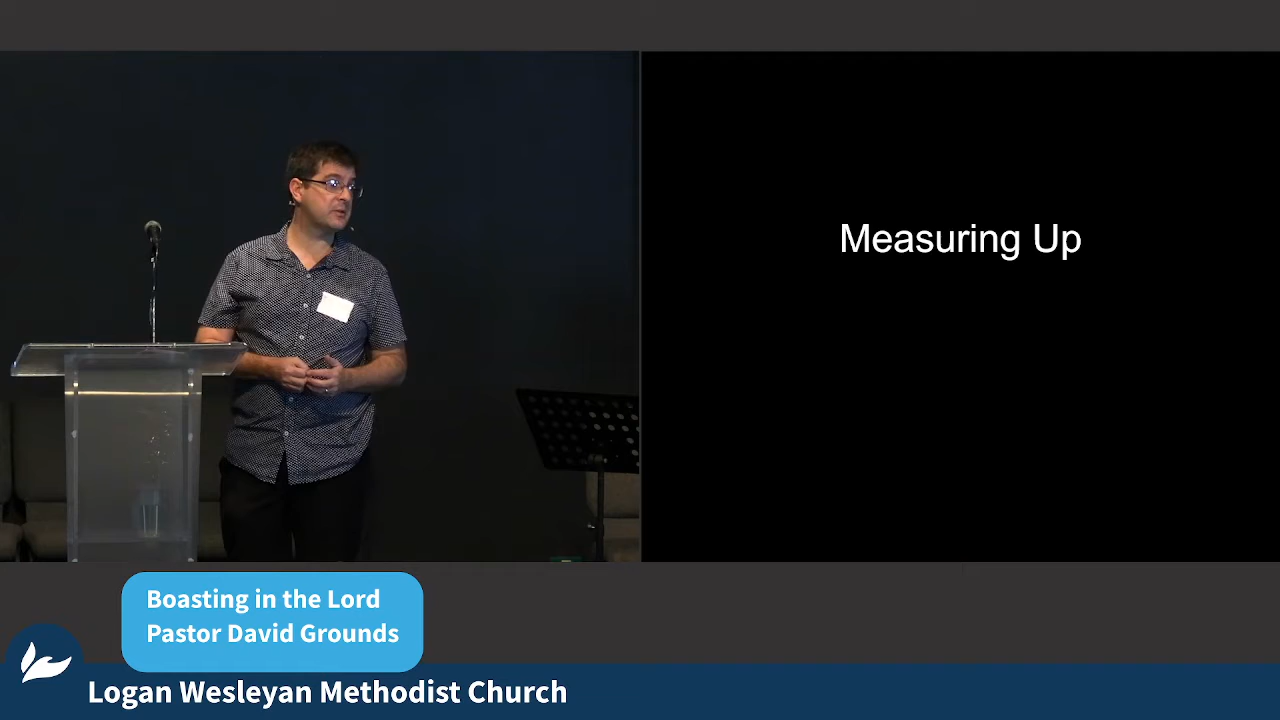 Measuring Up
Boasting in the Lord
Pastor David Grounds
Logan Wesleyan Methodist Church